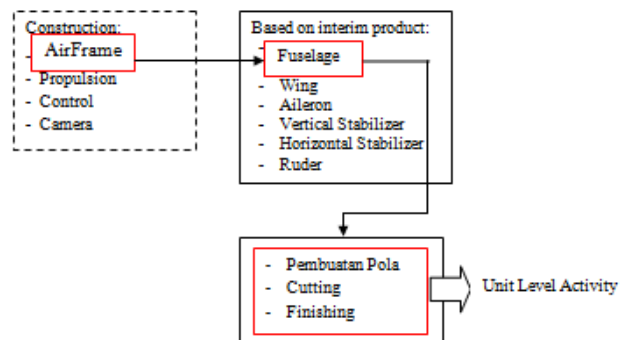 Construction:
- AirFrame
- Propulsion
- Control
- Camera
Based on interim product:
- Fuselage
- Wing
- Aileron
- Vertical Stabilizer
- Horizontal Stabilizer
- Ruder
- Pembuatan Pola
- Cutting
- Finishing
Unit Level Activity